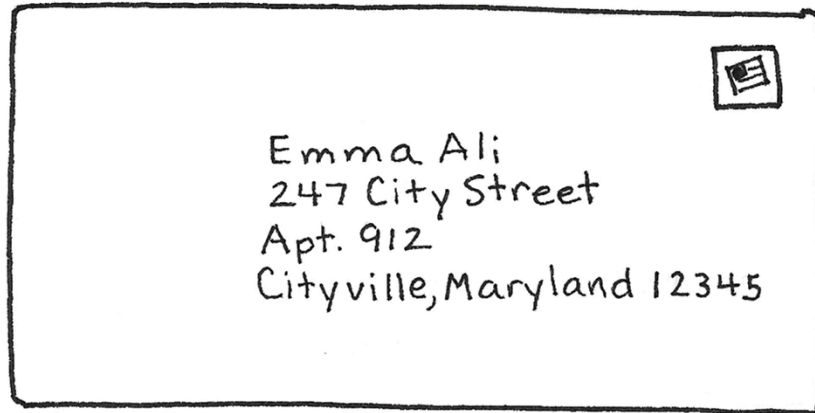 Emma Ali
247 City Street
Apt. 912
Cityville, Maryland 12345